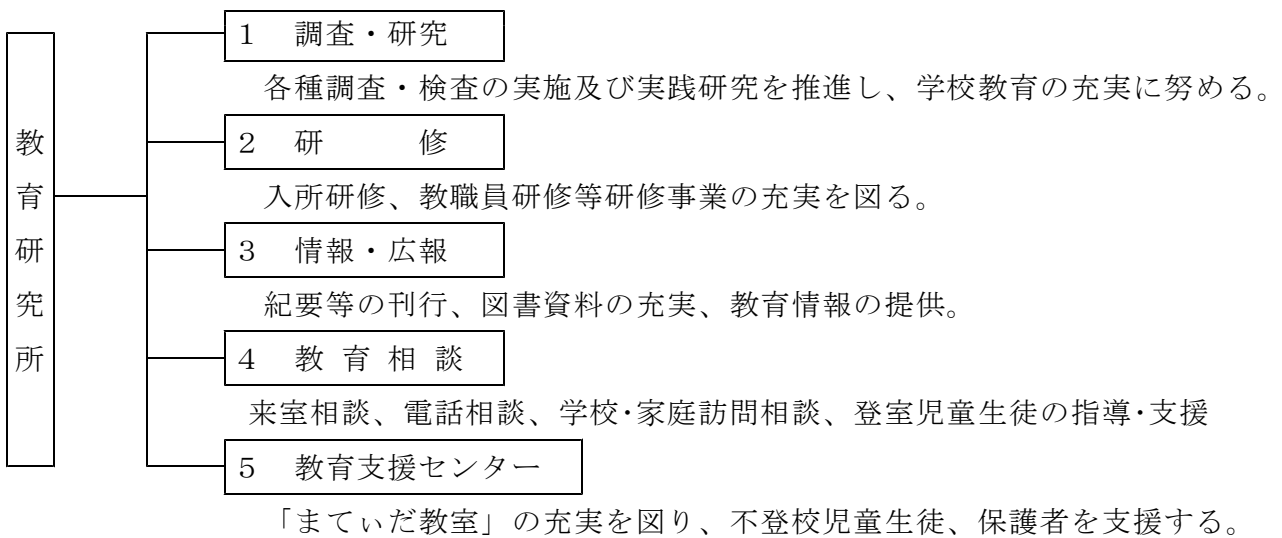 教育研究所
1 調査・研究
各種調査・検査の実施及び実践研究を推進し、学校教育の充実に努める。
2 研 修
入所研修、教職員研修等研修事業の充実を図る。
3 情報・広報
紀要等の刊行、図書資料の充実、教育情報の提供。
4 教 育 相 談
来室相談、電話相談、学校・家庭訪問相談、登室児童生徒の指導・支援
5 教育支援センター
「まてぃだ教室」の充実を図り、不登校児童生徒、保護者を支援する。